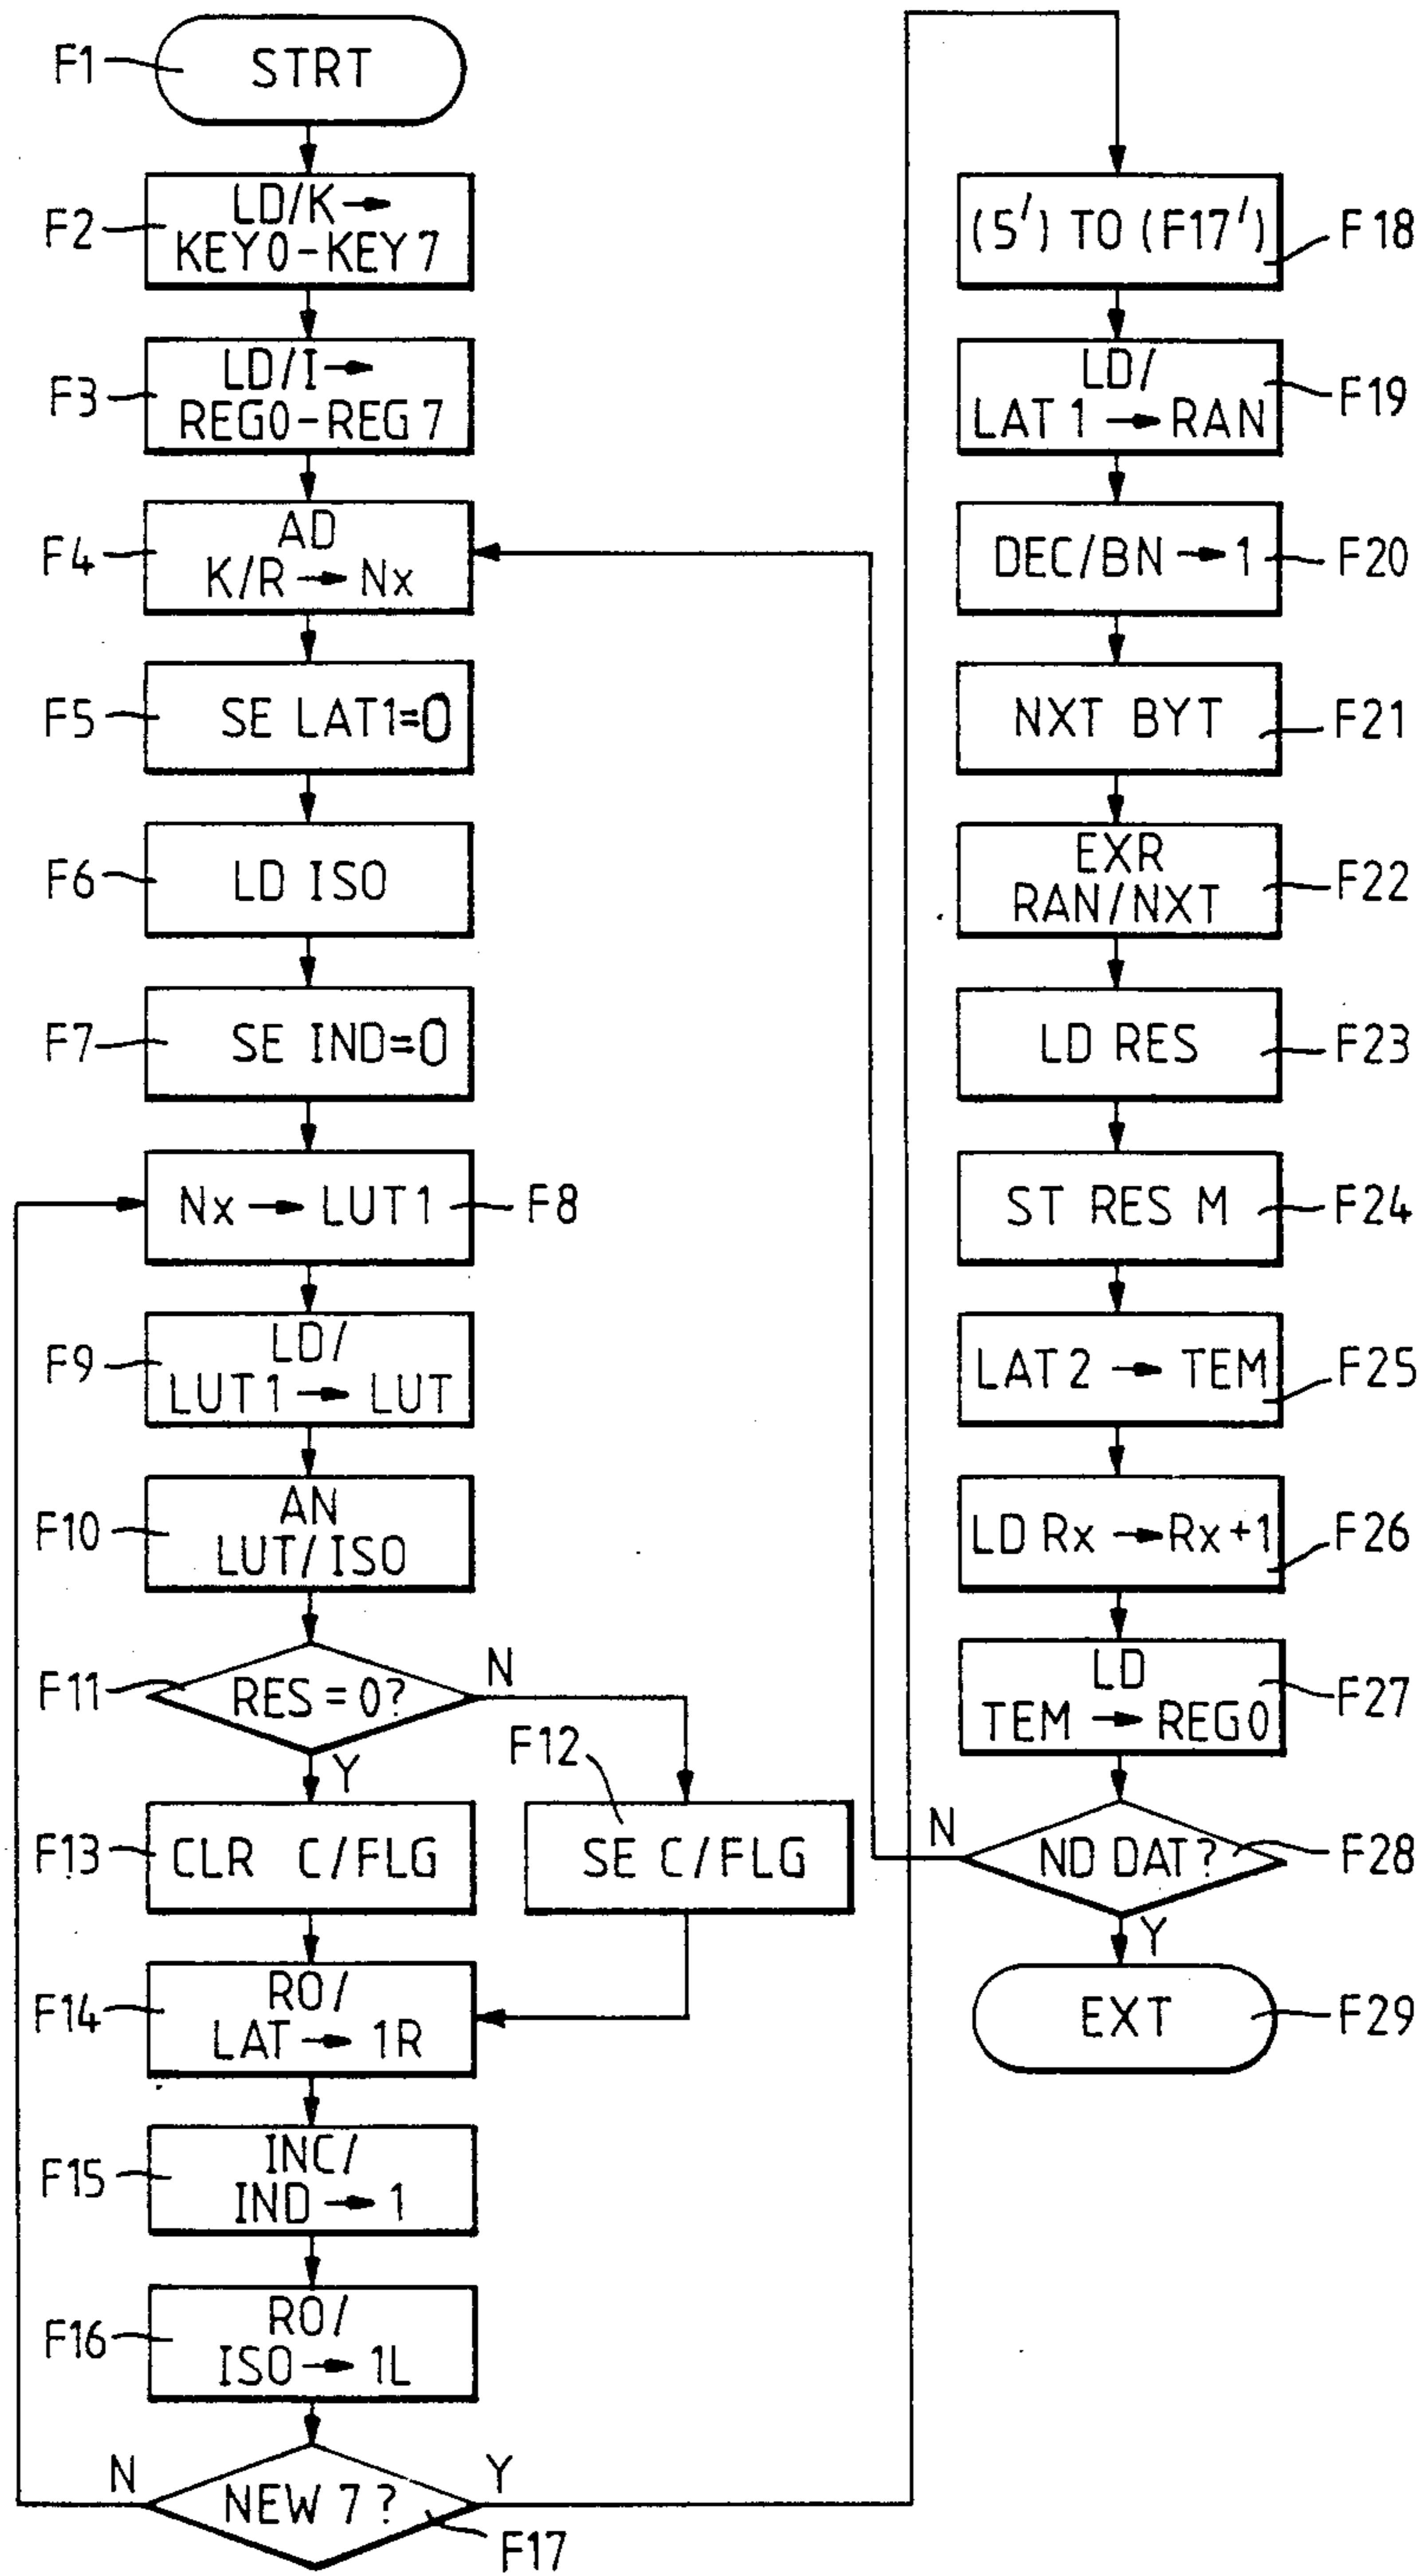 F1
STRT
F2
LD/K →
KEY0-KEY7
F3
LD/I →
REG0-REG7
F4
AD
K/R → Nx
F5
SE LAT1=0
F6
LD ISO
F7
SE IND=0
Nx → LUT1
F8
F9
LD/
LUT1 → LUT
F10
AN
LUT/ISO
F11
RES=0?
N
Y
F12
SE C/FLG
F13
CLR C/FLG
F14
RO/
LAT → 1R
F15
INC/
IND → 1
F16
RO/
ISO → 1L
N
NEW 7?
Y
F17
(5') TO (F17')
F18
LD/
LAT 1 → RAN
F19
DEC/BN → 1
F20
NXT BYT
F21
EXR
RAN/NXT
F22
LD RES
F23
ST RES M
F24
LAT2 → TEM
F25
LD Rx → Rx+1
F26
LD
TEM → REG0
F27
N
ND DAT?
F28
Y
EXT
F29